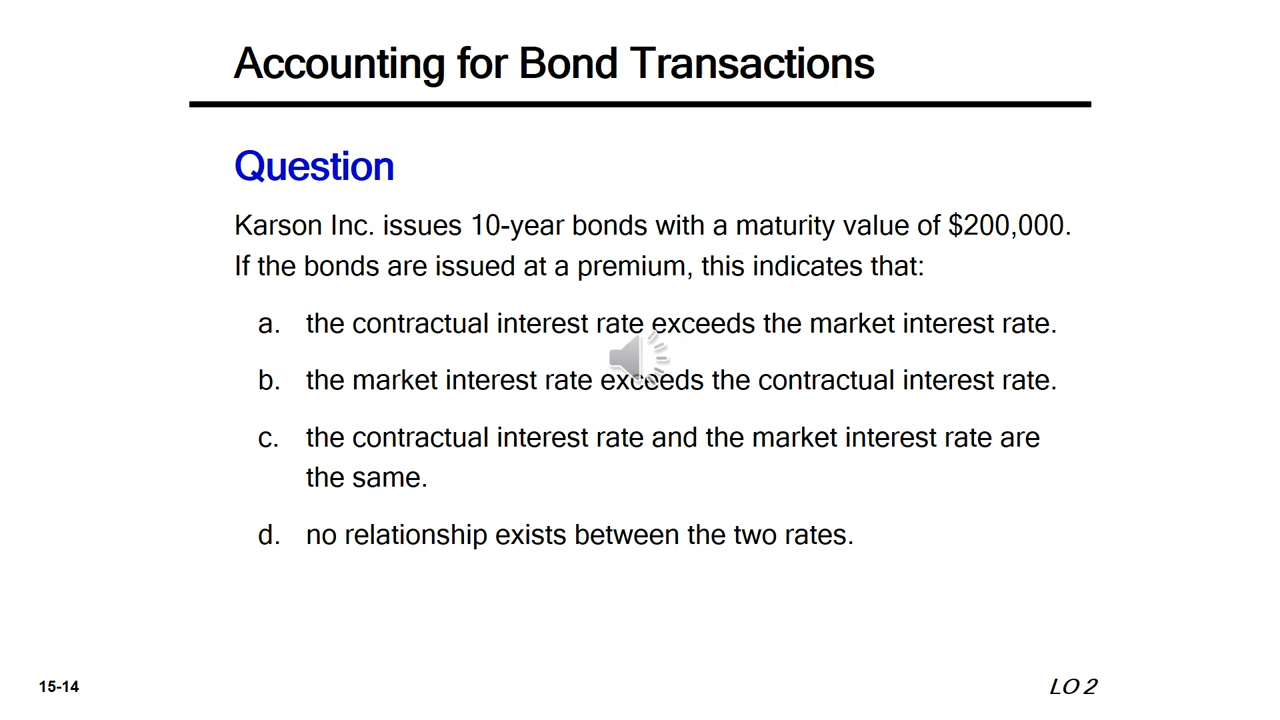 Accounting for Bond Transactions
Question
Karson Inc. issues 10-year bonds with a maturity value of $200,000.
If the bonds are issued at a premium, this indicates that:
a. the contractual interest rate exceeds the market interest rate.
b. the market interest rate exceeds the contractual interest rate.
c. the contractual interest rate and the market interest rate are
the same.
d. no relationship exists between the two rates.
15-14
LO 2